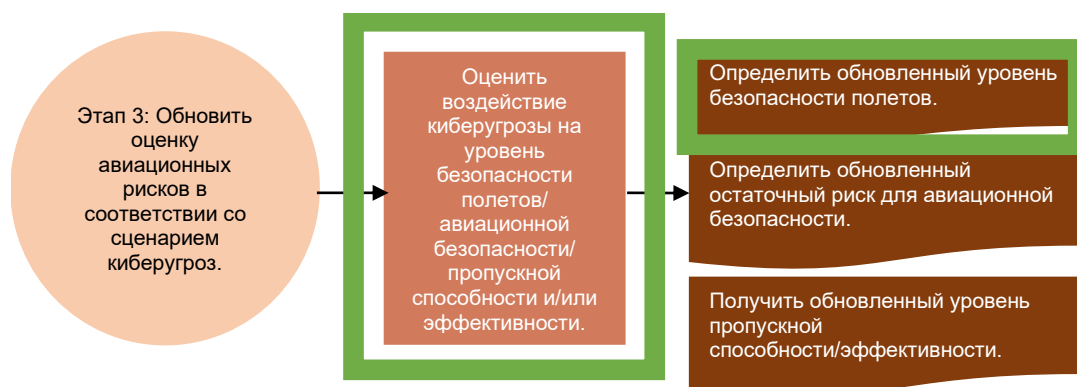 Этап 3: Обновить
оценку
авиационных
рисков в
соответствии со
сценарием
киберугроз.
Оценить
воздействие
киберугрозы на
уровень
безопасности
полетов/
авиационной
безопасности/
пропускной
способности и/или
эффективности.
Определить обновленный уровень
безопасности полетов.
Определить обновленный
остаточный риск для авиационной
безопасности.
Получить обновленный уровень
пропускной
способности/эффективности.